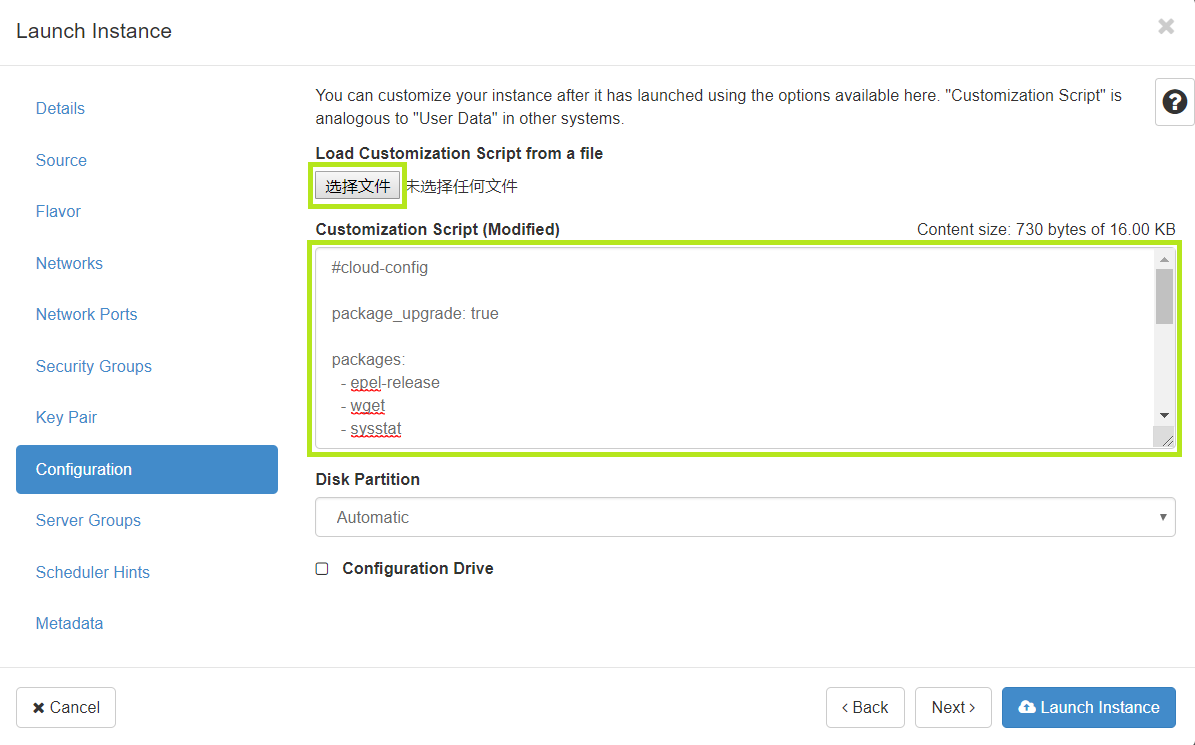 Launch Instance
Details
Source
Flavor
Networks
Network Ports
Security Groups
Key Pair
Configuration
Server Groups
Scheduler Hints
Metadata
You can customize your instance after it has launched using the options available here. "Customization Script" is
analogous to "User Data" in other systems.
Load Customization Script from a file
选择文件 未选择任何文件
Customization Script (Modified) Content size: 730 bytes of 16.00 KB
#cloud-config
package_upgrade: true
packages:
- epel-release
- wget
- sysstat
Disk Partition
Automatic
Configuration Drive
Cancel
‹ Back
Next ›
Launch Instance